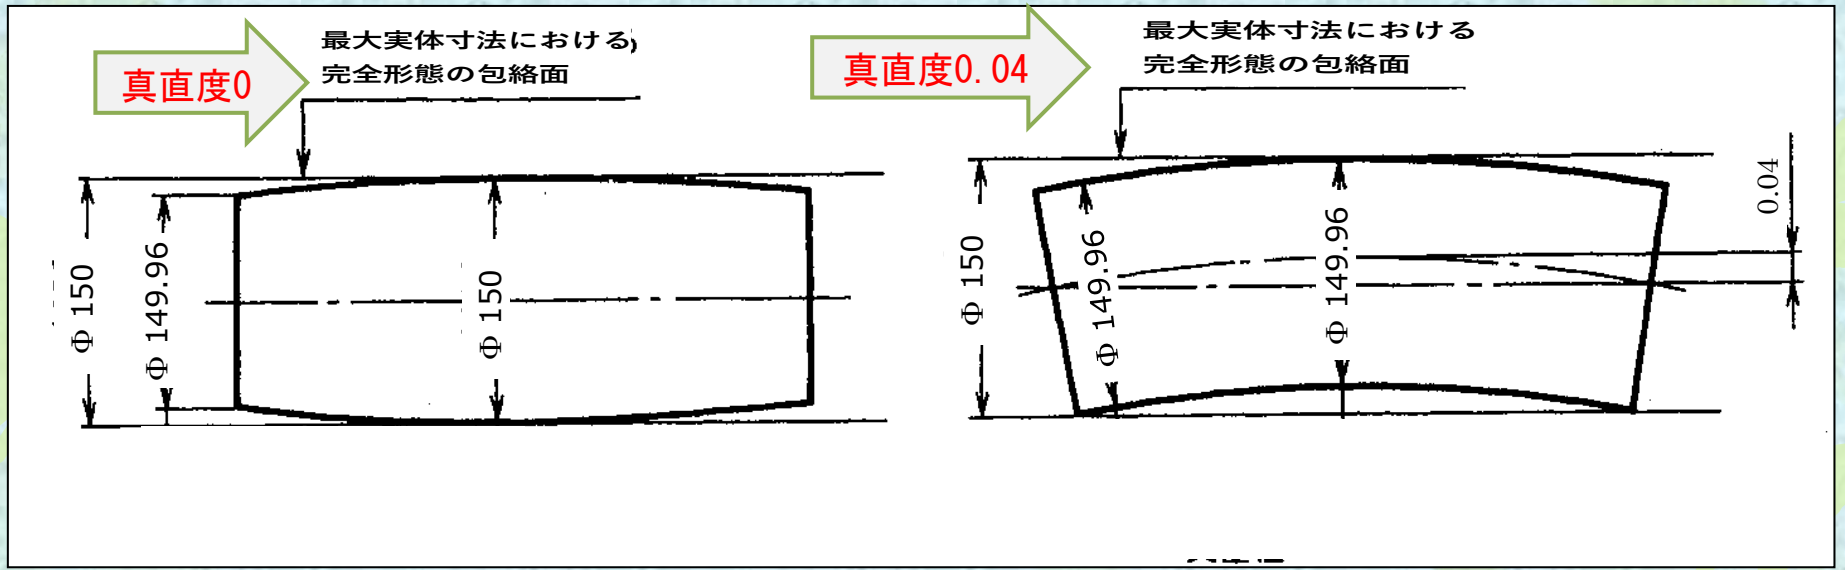 真直度0
最大実体寸法における
完全形態の包絡面
Φ 150
Φ 149.96
Φ 150
真直度0.04
最大実体寸法における
完全形態の包絡面
Φ 150
Φ 149.96
Φ 149.96
0.04